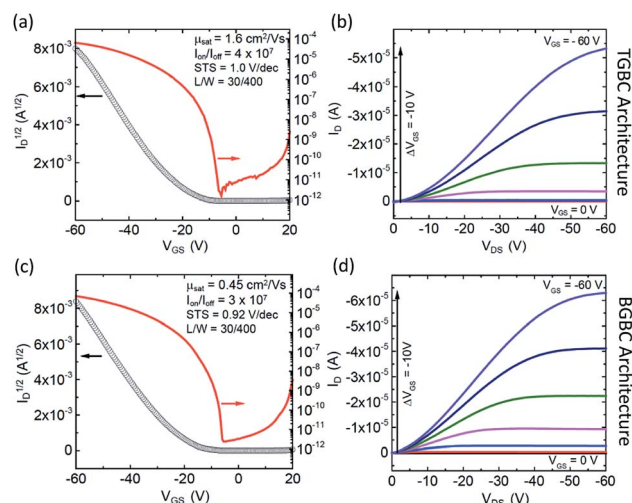 (a)
μsat = 1.6 cm²/Vs
Ion/Ioff = 4 x 10⁷
STS = 1.0 V/dec
L/W = 30/400
I_D^1/2 (A^1/2)
8x10⁻³
6x10⁻³
4x10⁻³
2x10⁻³
0
10⁻⁴
10⁻⁵
10⁻⁶
10⁻⁷
10⁻⁸
10⁻⁹
10⁻¹⁰
10⁻¹¹
10⁻¹²
-60 -40 -20 0 20
V_GS (V)
(b)
V_GS = - 60 V
ΔV_GS = -10 V
V_GS = 0 V
I_D (A)
-5x10⁻⁵
-4x10⁻⁵
-3x10⁻⁵
-2x10⁻⁵
-1x10⁻⁵
0
0 -10 -20 -30 -40 -50 -60
V_DS (V)
TGBC Architecture
(c)
μsat = 0.45 cm²/Vs
Ion/Ioff = 3 x 10⁷
STS = 0.92 V/dec
L/W = 30/400
I_D^1/2 (A^1/2)
8x10⁻³
6x10⁻³
4x10⁻³
2x10⁻³
0
10⁻⁴
10⁻⁵
10⁻⁶
10⁻⁷
10⁻⁸
10⁻⁹
10⁻¹⁰
10⁻¹¹
10⁻¹²
-60 -40 -20 0 20
V_GS (V)
(d)
V_GS = -60 V
ΔV_GS = -10V
V_GS = 0 V
I_D (A)
-6x10⁻⁵
-5x10⁻⁵
-4x10⁻⁵
-3x10⁻⁵
-2x10⁻⁵
-1x10⁻⁵
0
0 -10 -20 -30 -40 -50 -60
V_DS (V)
BGBC Architecture